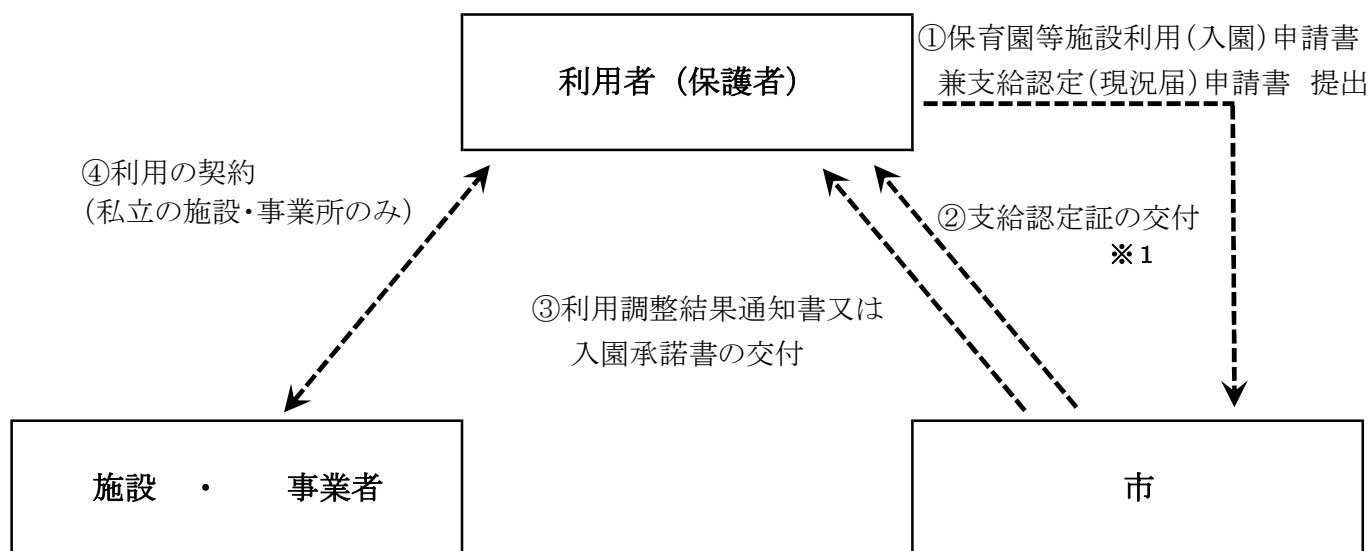 ①保育園等施設利用(入園)申請書
兼支給認定(現況届)申請書 提出
利用者（保護者）
④利用の契約
(私立の施設・事業所のみ)
②支給認定証の交付
※1
③利用調整結果通知書又は
入園承諾書の交付
施設 ・ 事業者
市